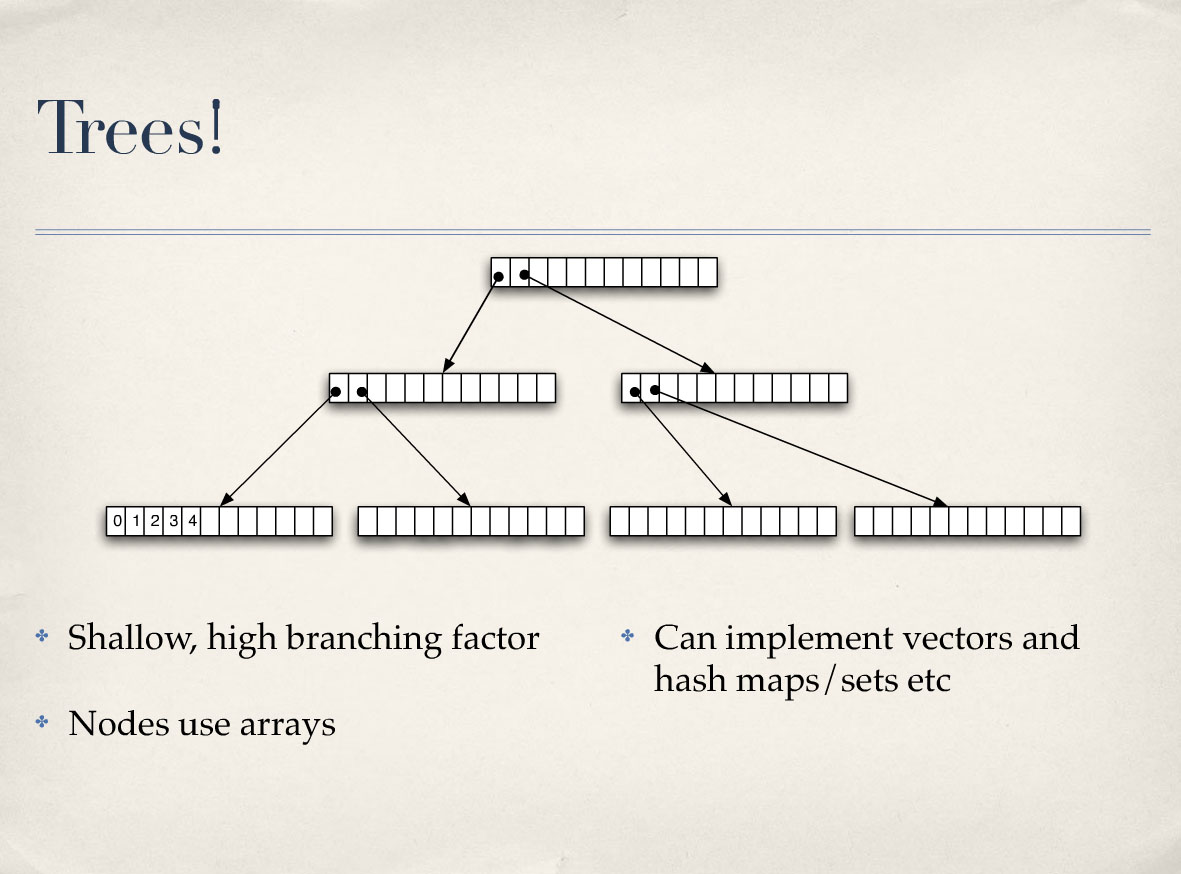 Trees!
0 1 2 3 4
Shallow, high branching factor
Nodes use arrays
Can implement vectors and
hash maps/sets etc